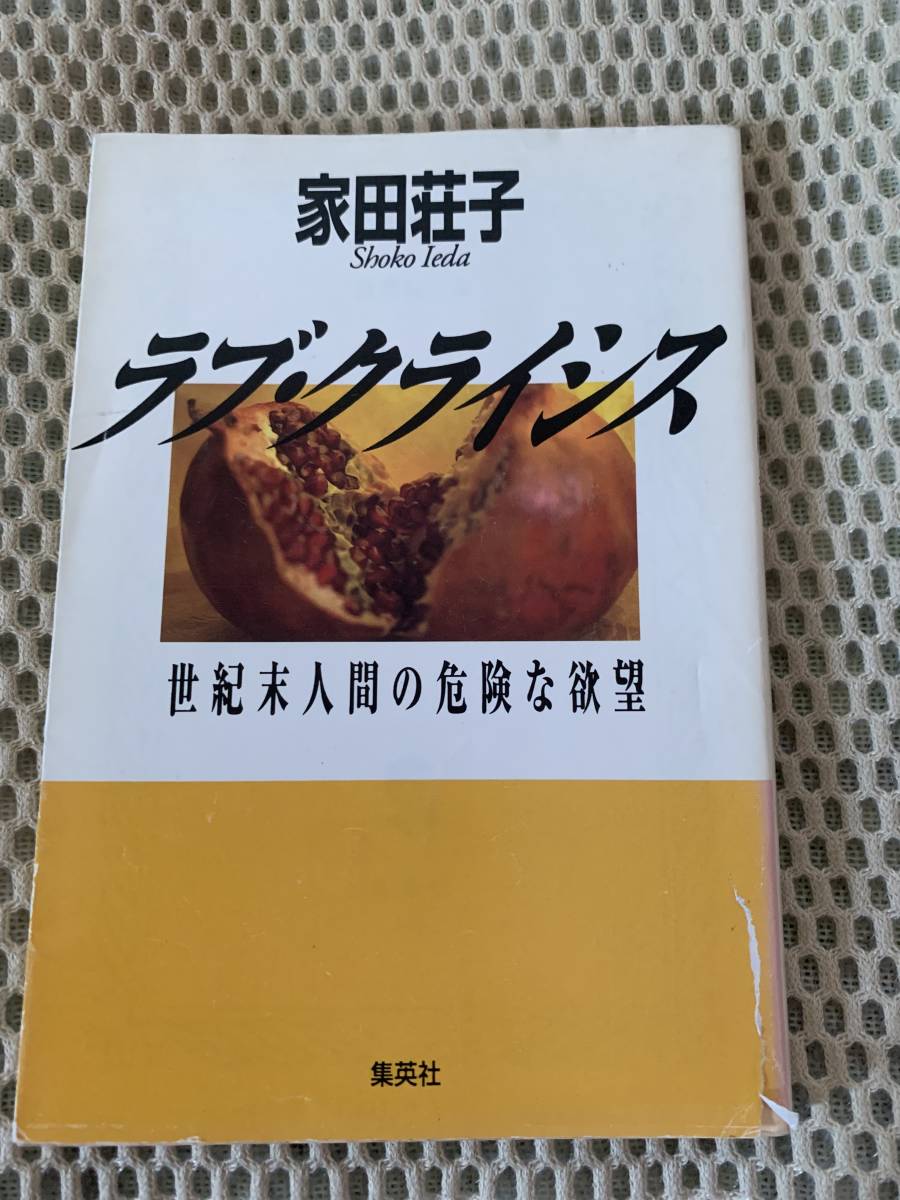 家田荘子
Shoko Ieda
ラブ・クライシス
世紀末人間の危険な欲望
集英社